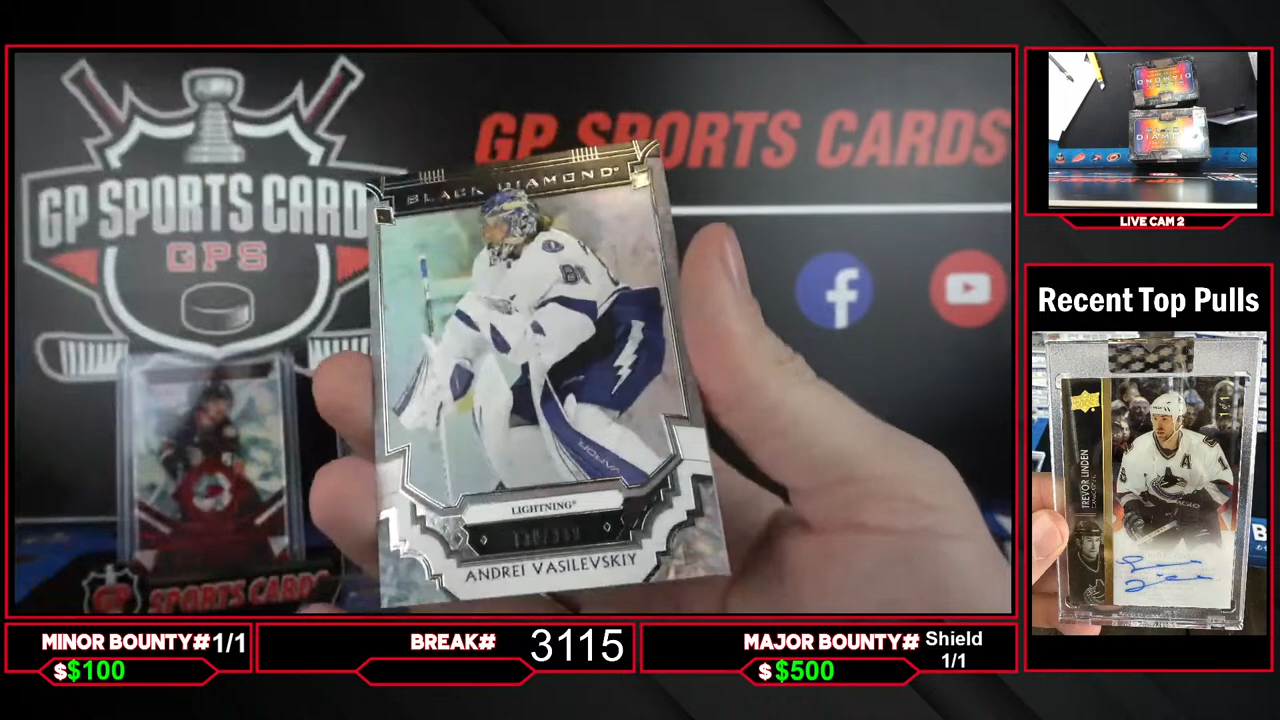 GP SPORTS CARDS
GP SPORTS CARD
GPS
BLACK DIAMOND
LIGHTNING
ANDREI VASILEVSKIY
SPORTS CARDS
LIVE CAM 2
Recent Top Pulls
TREVOR LINDEN
MINOR BOUNTY# 1/1
$$100
BREAK# 3115
MAJOR BOUNTY# Shield 1/1
$$500